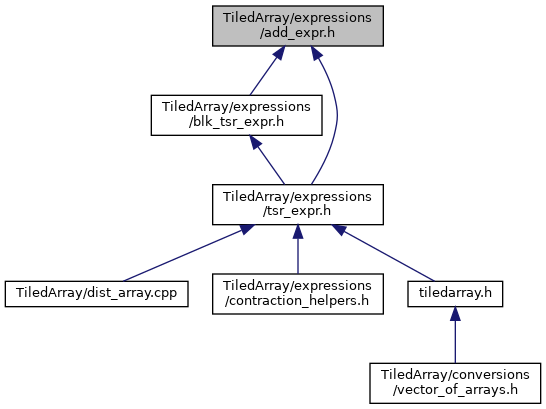 TiledArray/expressions
/add_expr.h
TiledArray/expressions
/blk_tsr_expr.h
TiledArray/expressions
/tsr_expr.h
TiledArray/dist_array.cpp
TiledArray/expressions
/contraction_helpers.h
tiledarray.h
TiledArray/conversions
/vector_of_arrays.h